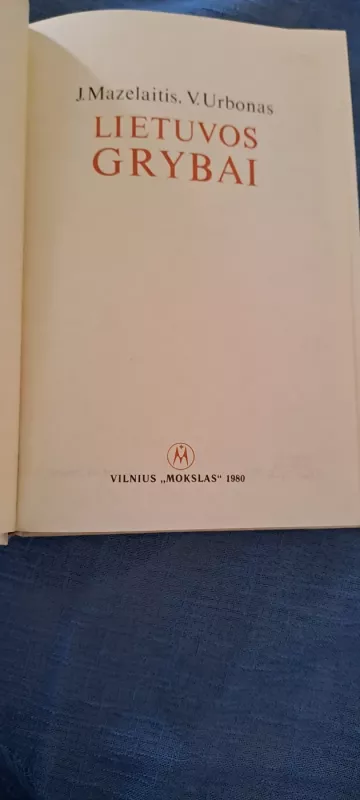 J. Mazelaitis, V. Urbonas
LIETUVOS
GRYBAI
M
VILNIUS „MOKSLAS“ 1980